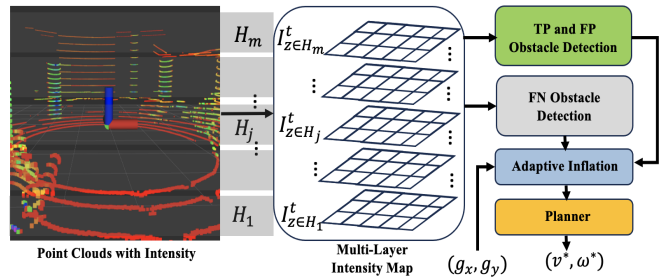 H_m
H_j
H_1
I^t_{z∈H_m}
I^t_{z∈H_j}
I^t_{z∈H_1}
TP and FP
Obstacle Detection
FN Obstacle
Detection
Adaptive Inflation
Planner
(g_x, g_y)
(v*, ω*)
Point Clouds with Intensity
Multi-Layer
Intensity Map